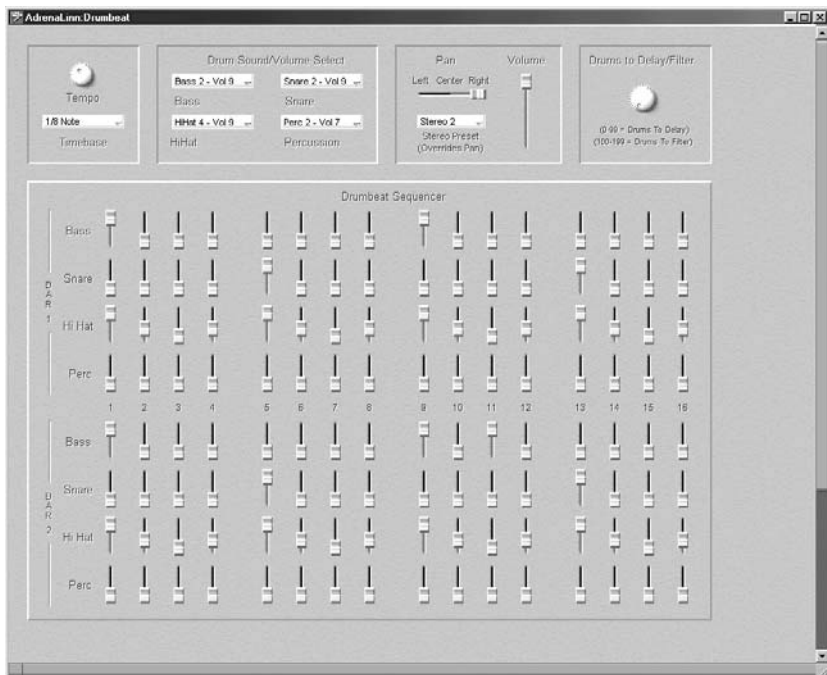 AdrenaLinn:Drumbeat
Drum Sound/Volume Select
Pan
Volume
Drums to Delay/Filter
Bass 2 - Vol 9
Snare 2 - Vol 9
Left Center Right
Tempo
Bass
Snare
1/8 Note
HiHat 4 - Vol 9
Perc 2 - Vol 7
Stereo 2
(0-99 = Drums To Delay)
Timebase
HiHat
Percussion
Stereo Preset
(Overrides Pan)
(100-199 = Drums To Filter)
Drumbeat Sequencer
BAR 1
Bass
Snare
Hi Hat
Perc
1 2 3 4 5 6 7 8 9 10 11 12 13 14 15 16
BAR 2
Bass
Snare
Hi Hat
Perc